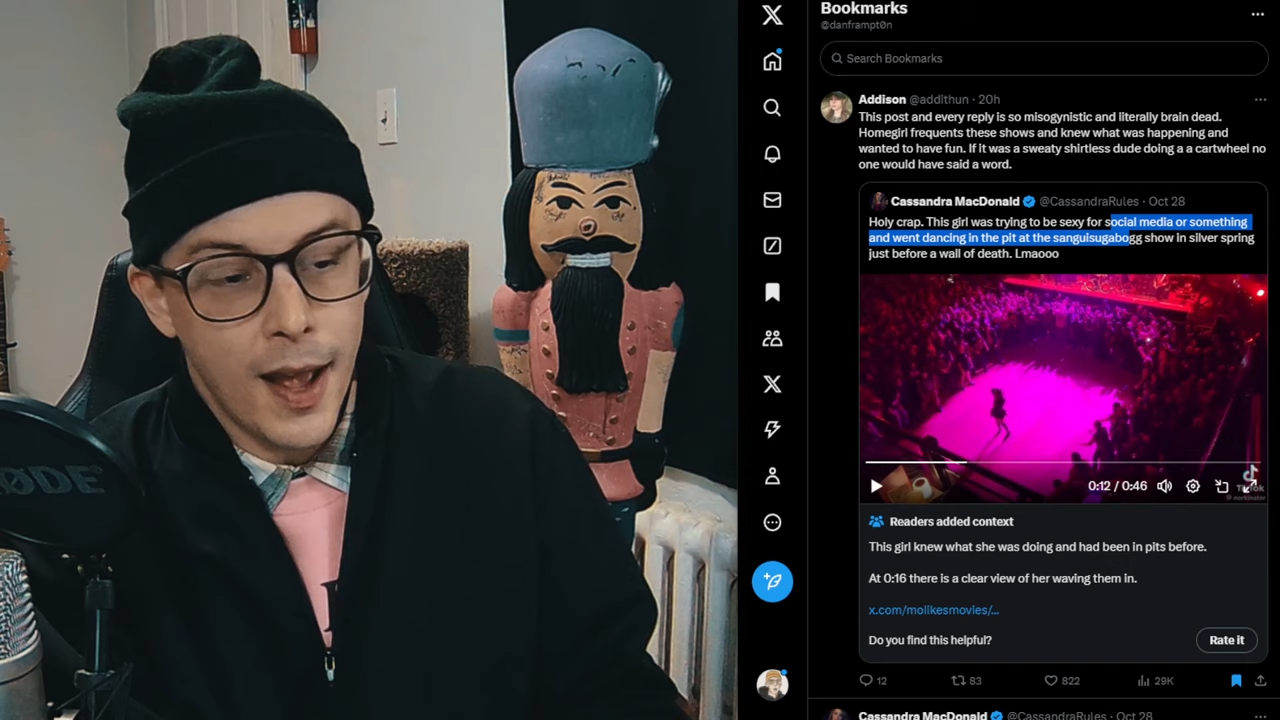 Bookmarks
@danframpt0n
Search Bookmarks
Addison @addithun · 20h
This post and every reply is so misogynistic and literally brain dead.
Homegirl frequents these shows and knew what was happening and
wanted to have fun. If it was a sweaty shirtless dude doing a a cartwheel no
one would have said a word.
Cassandra MacDonald @CassandraRules · Oct 28
Holy crap. This girl was trying to be sexy for social media or something
and went dancing in the pit at the sanguisugabogg show in silver spring
just before a wall of death. Lmaooo
0:12 / 0:46
Readers added context
This girl knew what she was doing and had been in pits before.
At 0:16 there is a clear view of her waving them in.
x.com/molikesmovies/...
Do you find this helpful?
Rate it
12 83 822 29K
Cassandra MacDonald @CassandraRules · Oct 28
RØDE